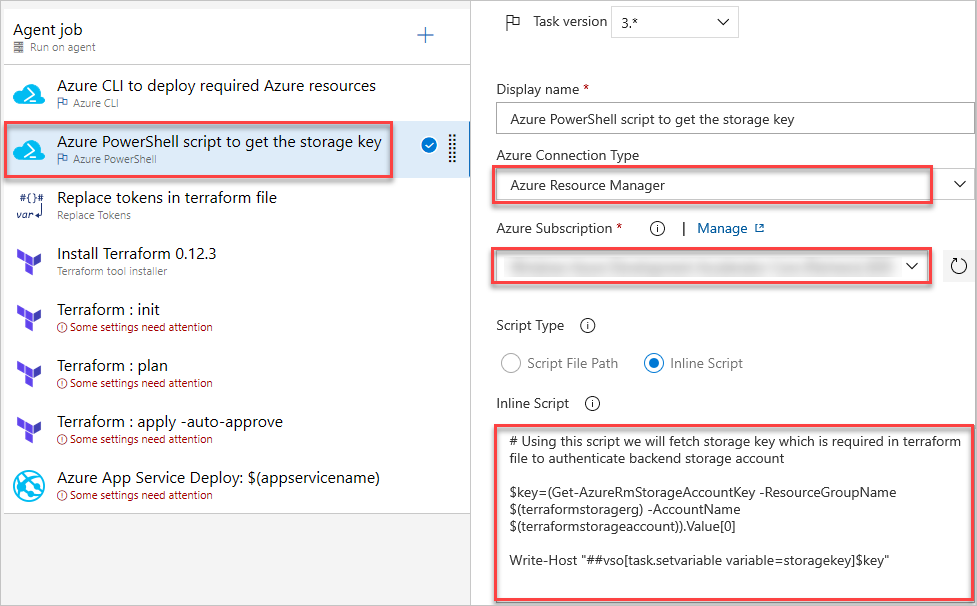 Agent job
Run on agent
Azure CLI to deploy required Azure resources
Azure CLI
Azure PowerShell script to get the storage key
Azure PowerShell
#{}#
var
Replace tokens in terraform file
Replace Tokens
Install Terraform 0.12.3
Terraform tool installer
Terraform : init
Some settings need attention
Terraform : plan
Some settings need attention
Terraform : apply -auto-approve
Some settings need attention
Azure App Service Deploy: $(appservicename)
Some settings need attention
Task version 3.*
Display name *
Azure PowerShell script to get the storage key
Azure Connection Type
Azure Resource Manager
Azure Subscription * | Manage
Script Type
Script File Path Inline Script
Inline Script
# Using this script we will fetch storage key which is required in terraform
file to authenticate backend storage account
$key=(Get-AzureRmStorageAccountKey -ResourceGroupName
$(terraformstoragerg) -AccountName
$(terraformstorageaccount)).Value[0]
Write-Host "##vso[task.setvariable variable=storagekey]$key"